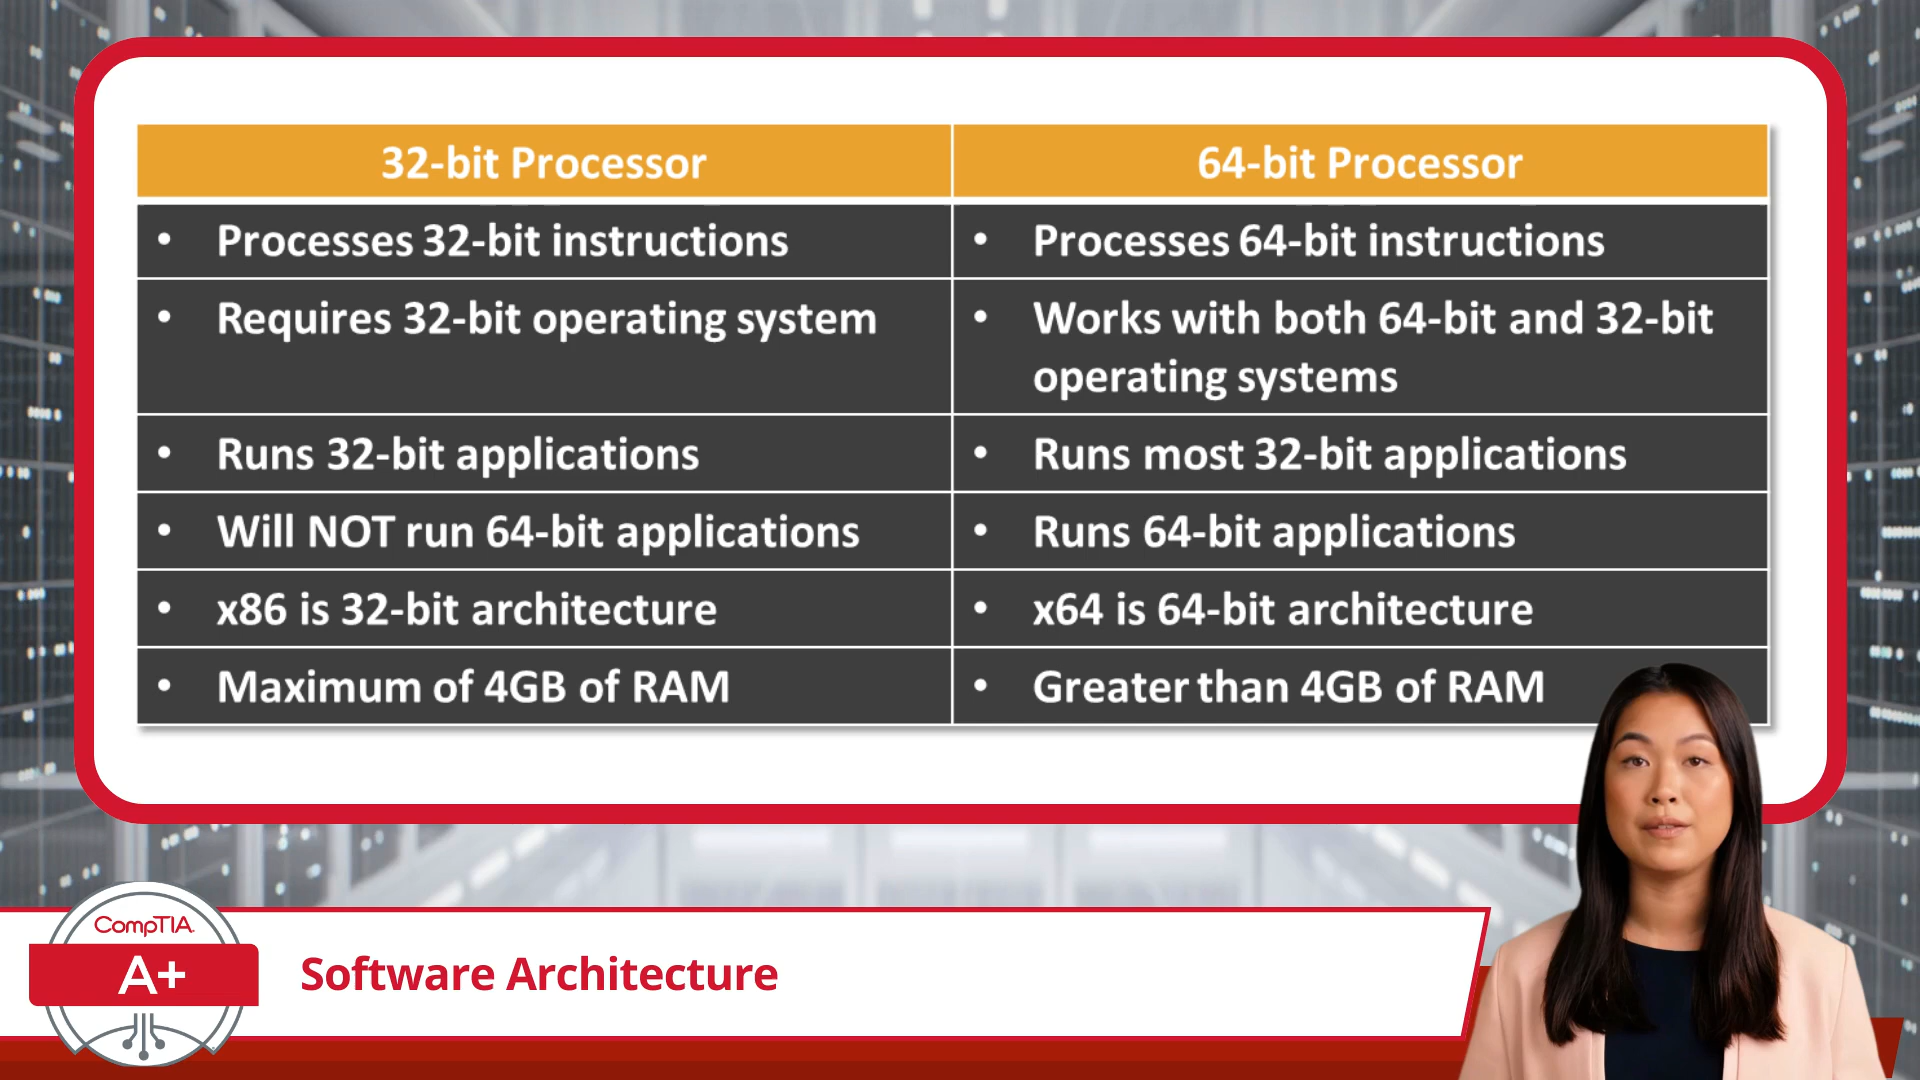 32-bit Processor
64-bit Processor
• Processes 32-bit instructions
• Processes 64-bit instructions
• Requires 32-bit operating system
• Works with both 64-bit and 32-bit
operating systems
• Runs 32-bit applications
• Runs most 32-bit applications
• Will NOT run 64-bit applications
• Runs 64-bit applications
• x86 is 32-bit architecture
• x64 is 64-bit architecture
• Maximum of 4GB of RAM
• Greater than 4GB of RAM
CompTIA.
A+
Software Architecture